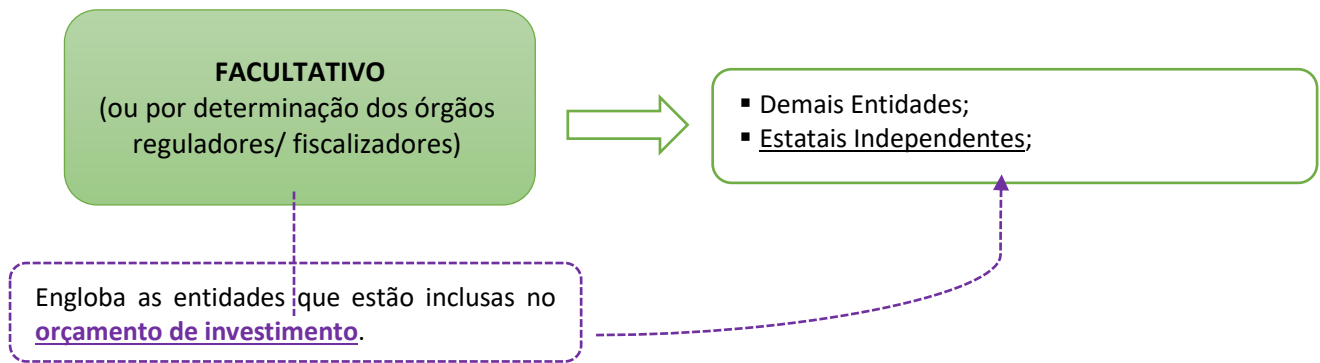 FACULTATIVO
(ou por determinação dos órgãos
reguladores/ fiscalizadores)
▪ Demais Entidades;
▪ Estatais Independentes;
Engloba as entidades que estão inclusas no
orçamento de investimento.